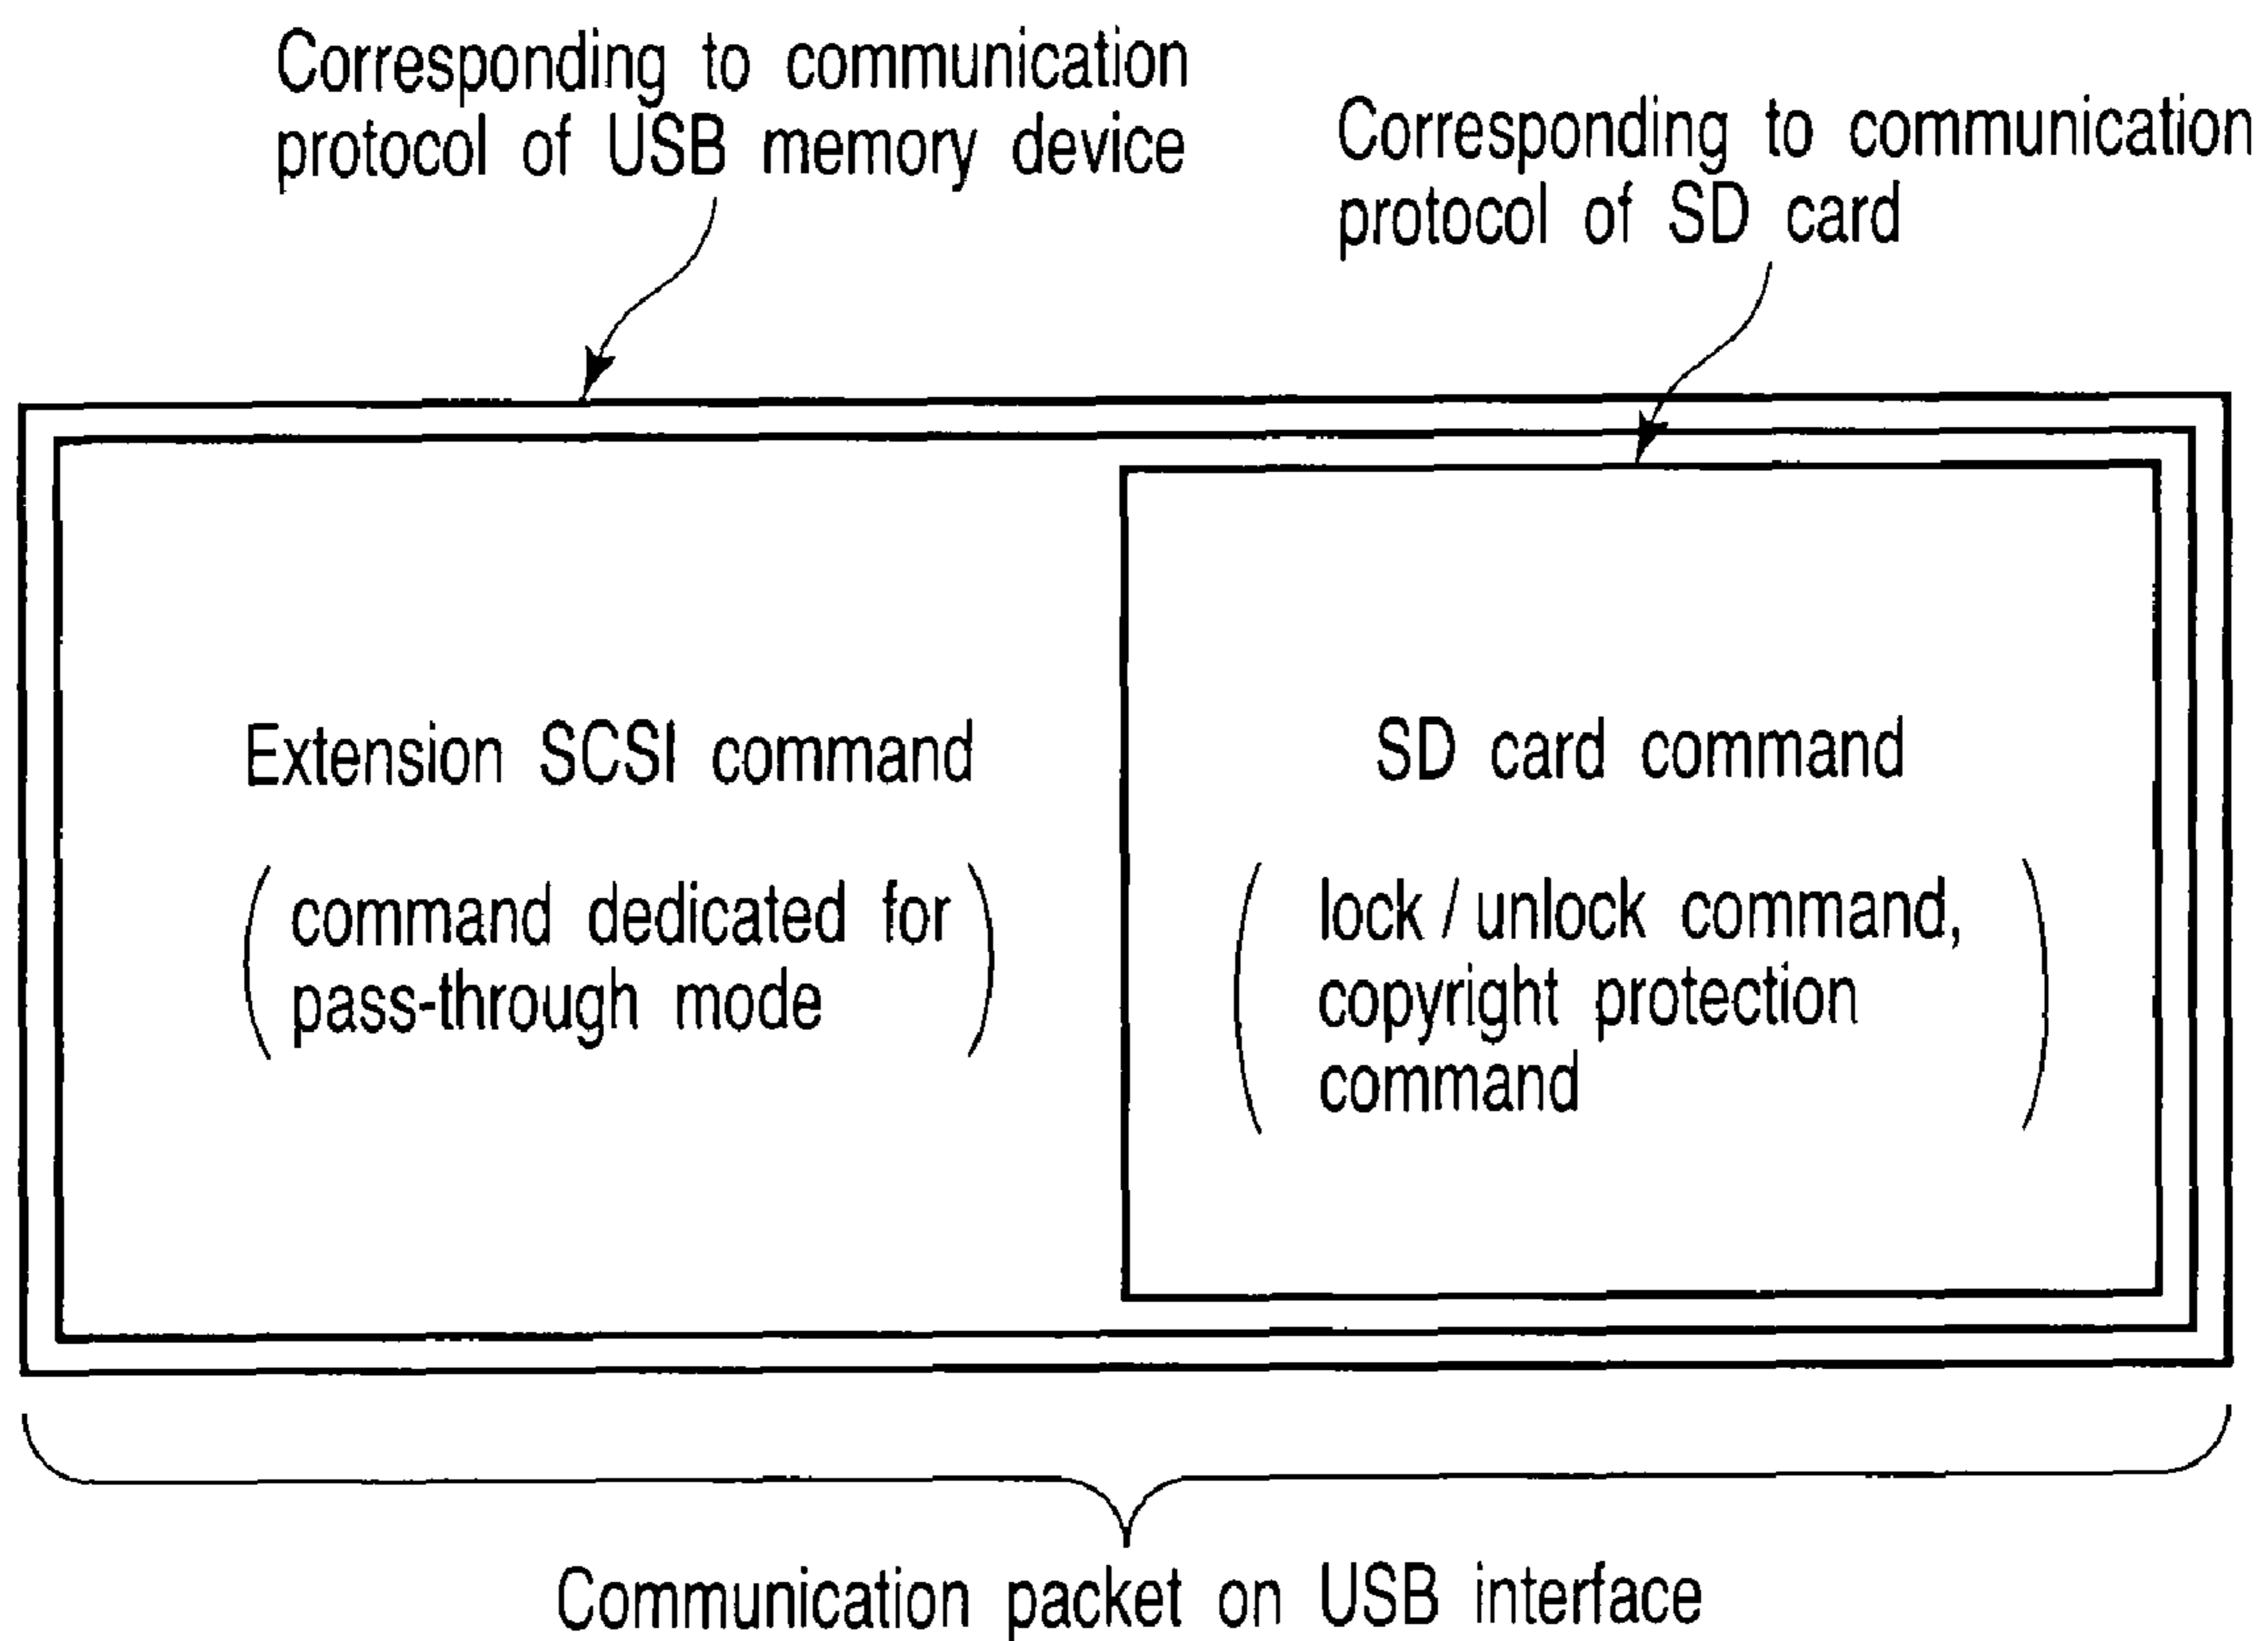 Corresponding to communication
protocol of USB memory device
Corresponding to communication
protocol of SD card
Extension SCSI command
( command dedicated for
pass-through mode )
SD card command
( lock / unlock command,
copyright protection
command )
Communication packet on USB interface